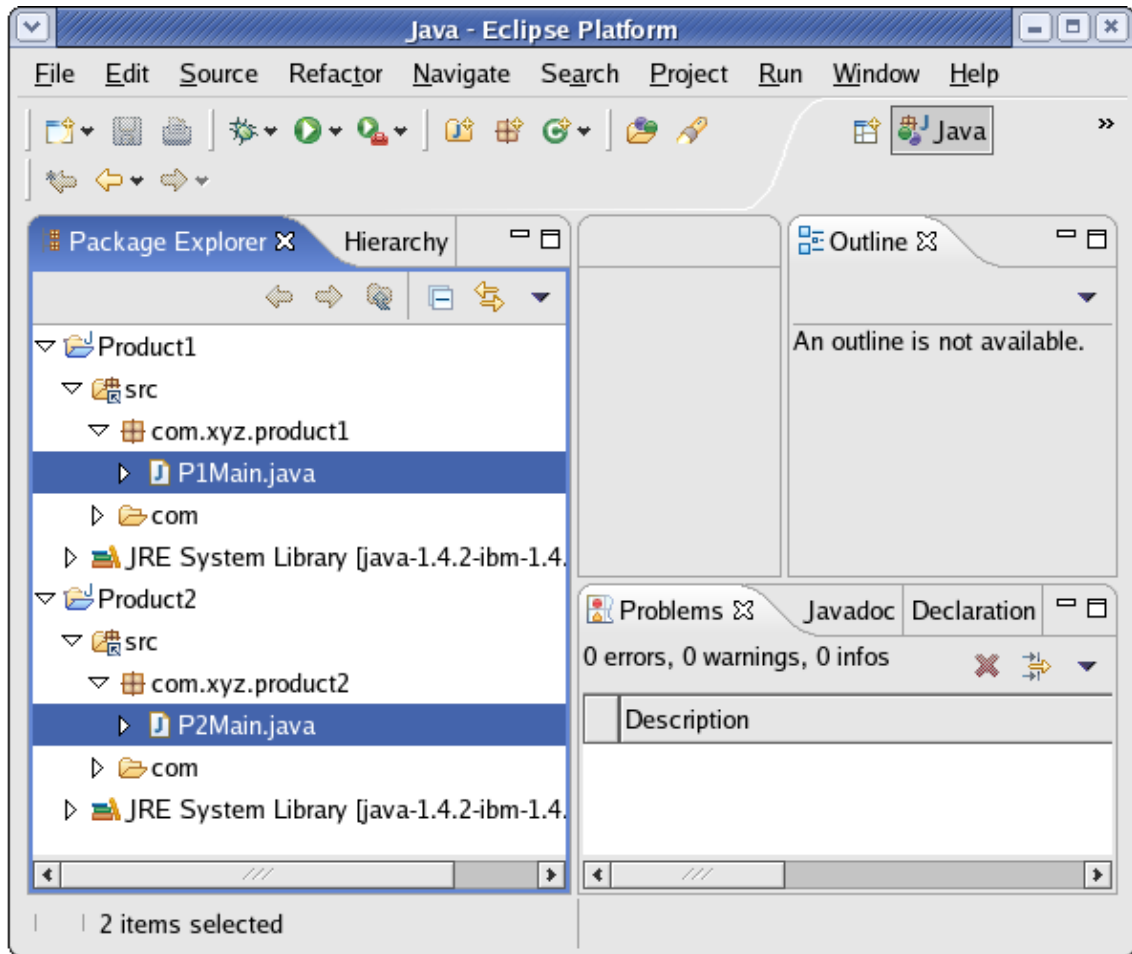 Java - Eclipse Platform
File Edit Source Refactor Navigate Search Project Run Window Help
Java »
Package Explorer Hierarchy
Product1
src
com.xyz.product1
P1Main.java
com
JRE System Library [java-1.4.2-ibm-1.4.
Product2
src
com.xyz.product2
P2Main.java
com
JRE System Library [java-1.4.2-ibm-1.4.
2 items selected
Outline
An outline is not available.
Problems Javadoc Declaration
0 errors, 0 warnings, 0 infos
Description